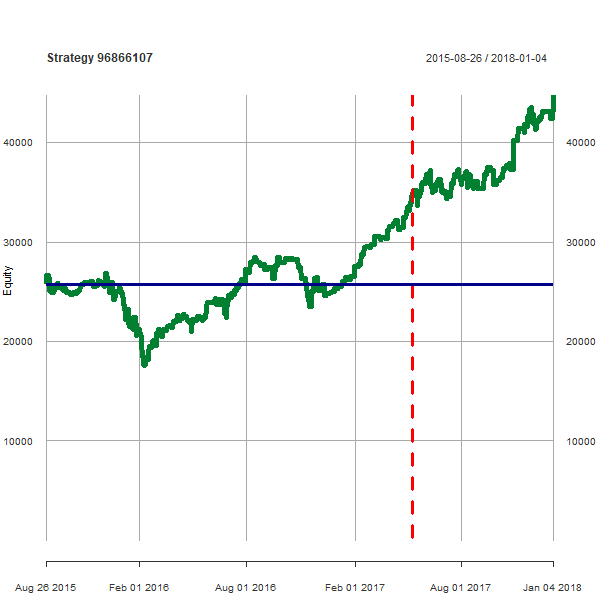 Strategy 96866107
2015-08-26 / 2018-01-04
40000
40000
30000
30000
Equity
20000
20000
10000
10000
Aug 26 2015
Feb 01 2016
Aug 01 2016
Feb 01 2017
Aug 01 2017
Jan 04 2018